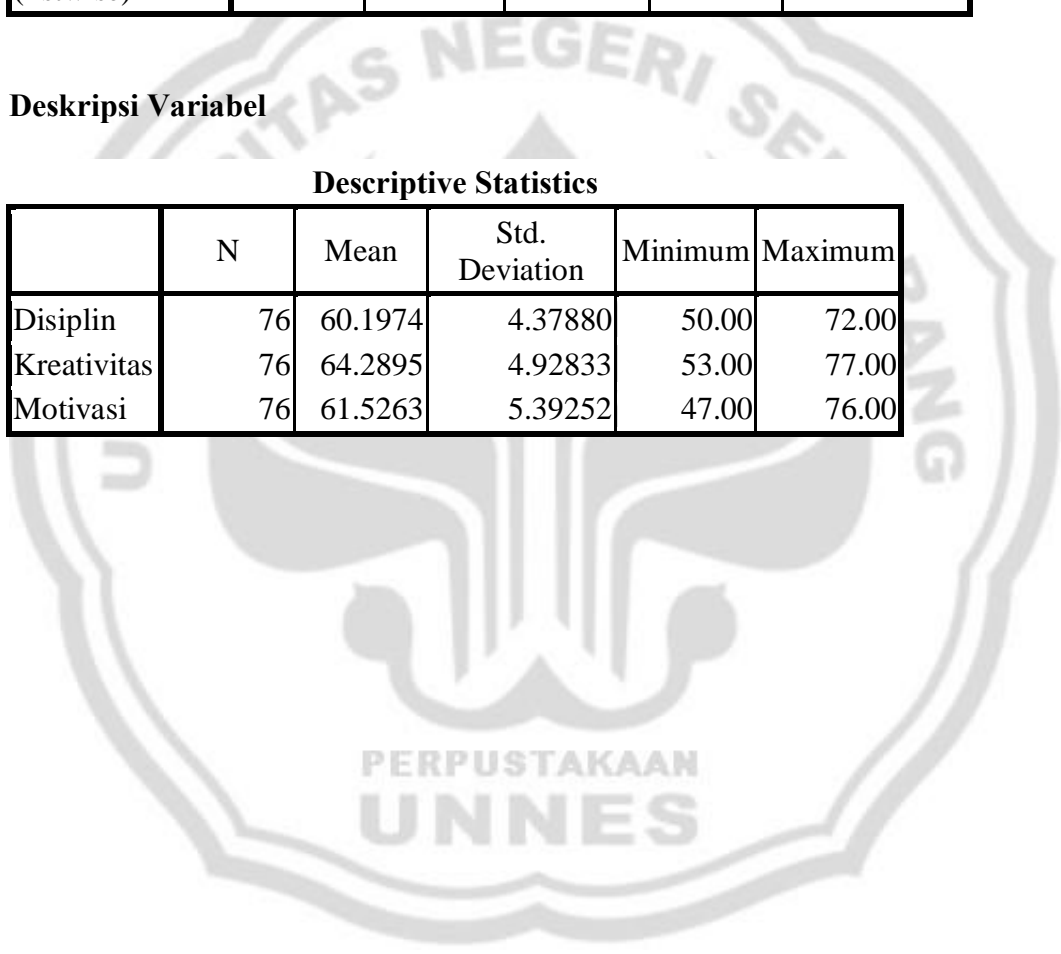 Deskripsi Variabel
Descriptive Statistics
N Mean Std. Deviation Minimum Maximum
Disiplin 76 60.1974 4.37880 50.00 72.00
Kreativitas 76 64.2895 4.92833 53.00 77.00
Motivasi 76 61.5263 5.39252 47.00 76.00
PERPUSTAKAAN
UNNES